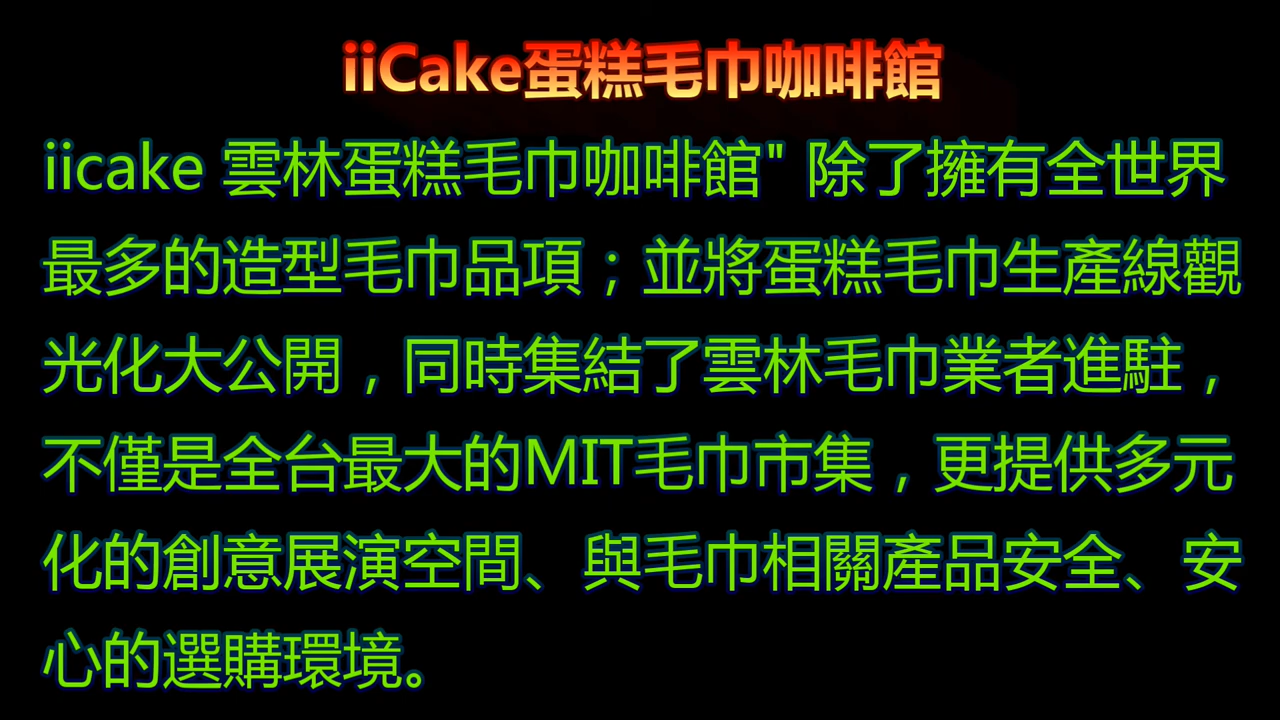 iiCake蛋糕毛巾咖啡館
iicake 雲林蛋糕毛巾咖啡館" 除了擁有全世界
最多的造型毛巾品項；並將蛋糕毛巾生產線觀
光化大公開，同時集結了雲林毛巾業者進駐，
不僅是全台最大的MIT毛巾市集，更提供多元
化的創意展演空間、與毛巾相關產品安全、安
心的選購環境。